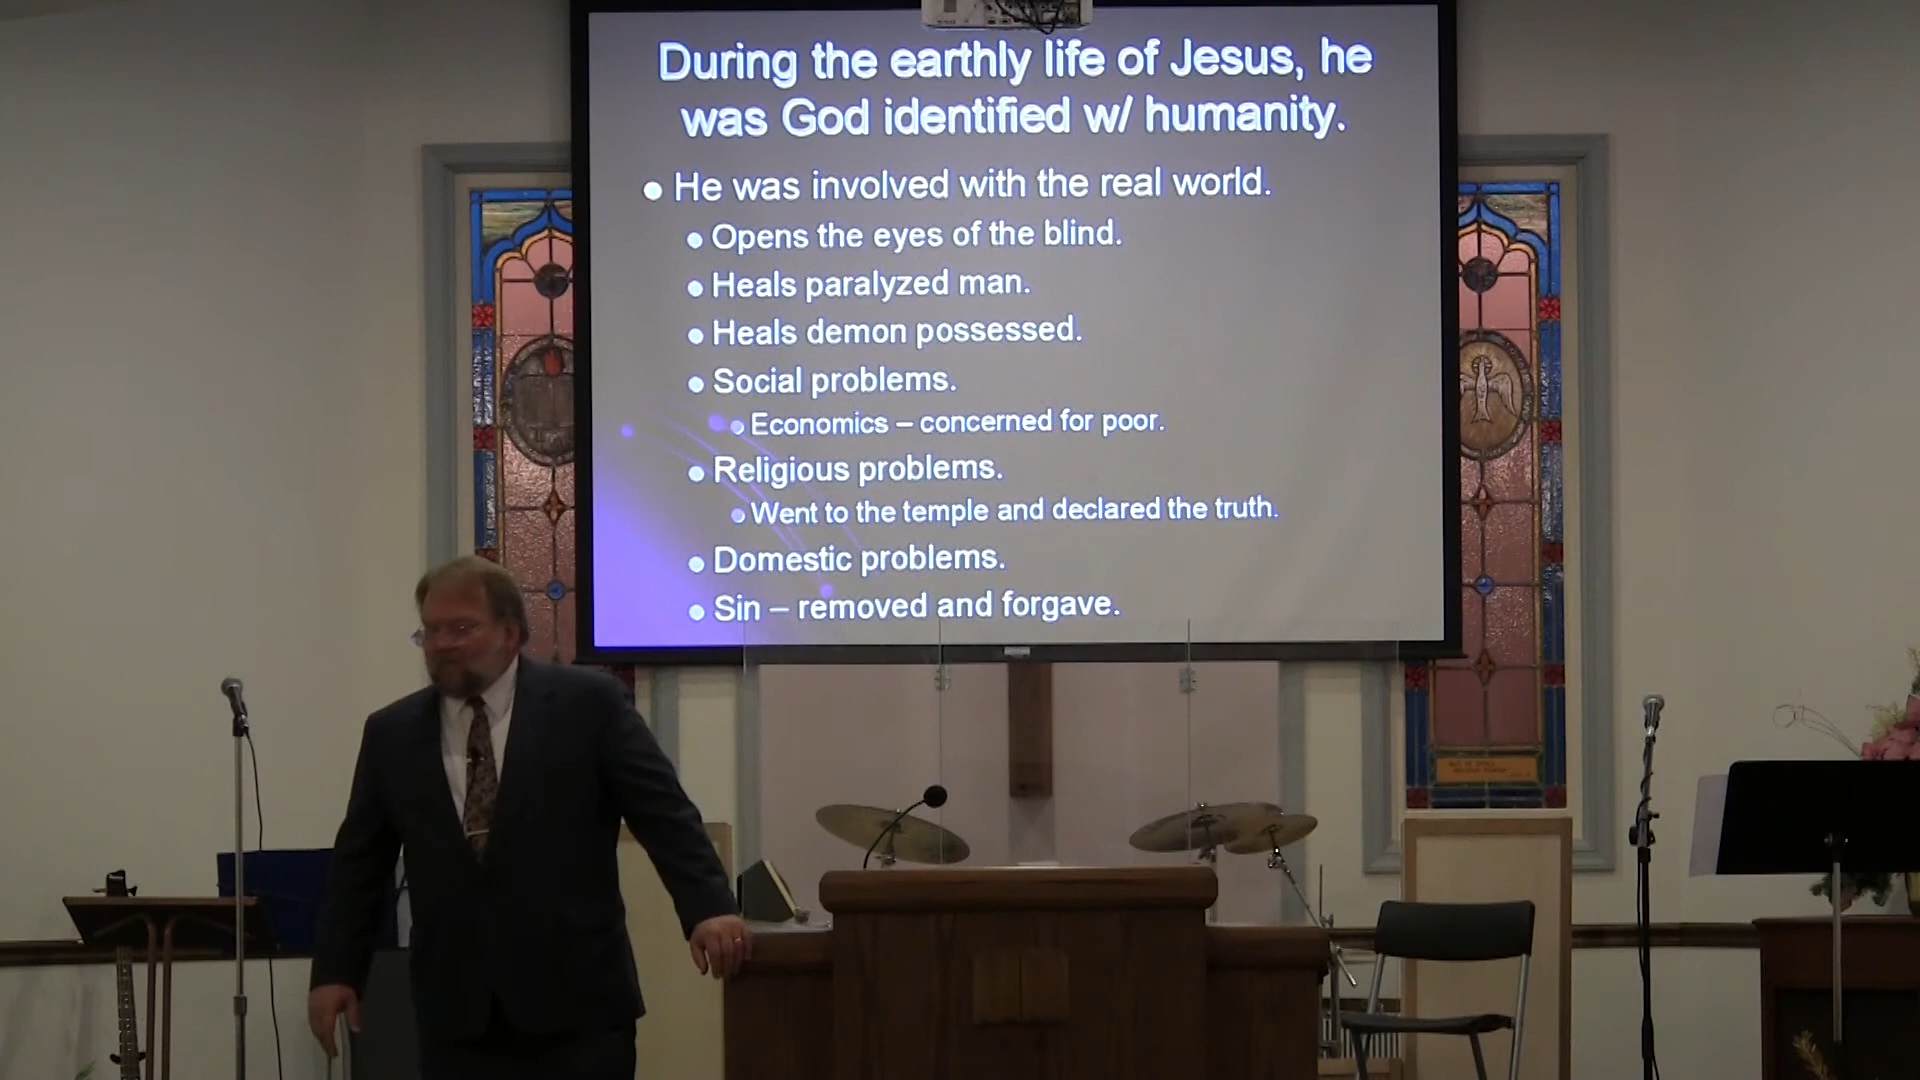 During the earthly life of Jesus, he
was God identified w/ humanity.
He was involved with the real world.
Opens the eyes of the blind.
Heals paralyzed man.
Heals demon possessed.
Social problems.
Economics – concerned for poor.
Religious problems.
Went to the temple and declared the truth.
Domestic problems.
Sin – removed and forgave.